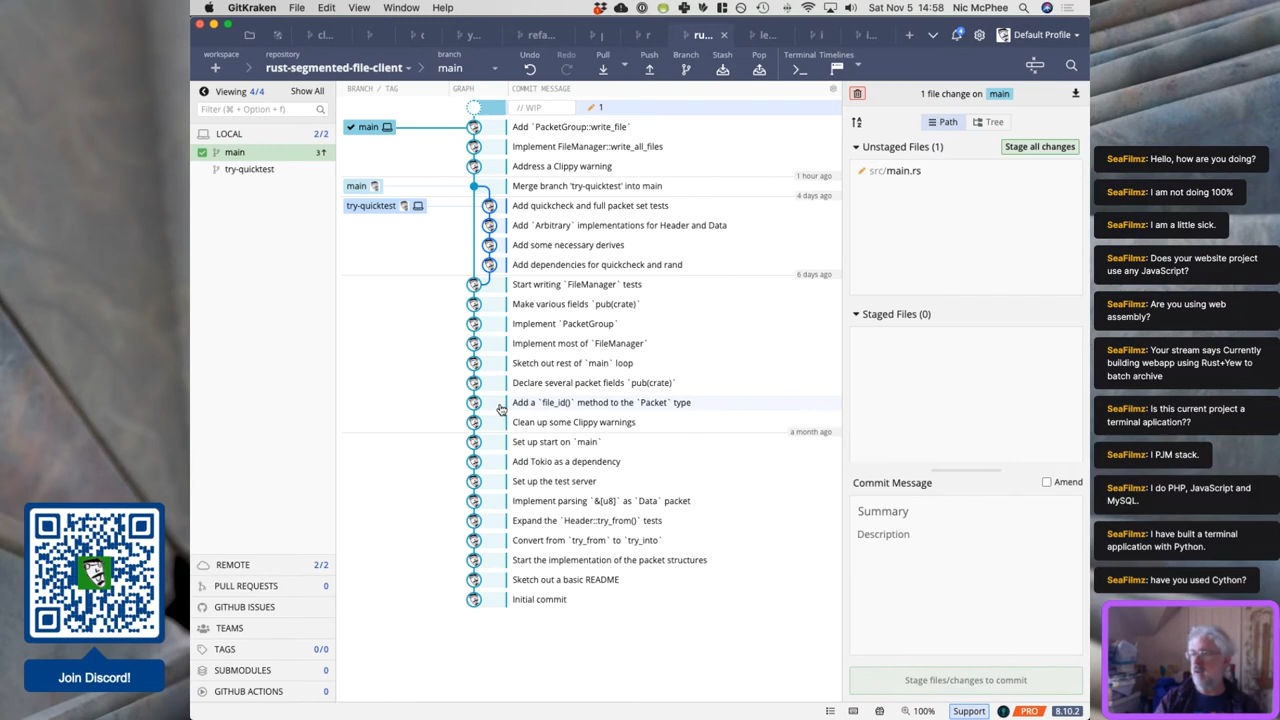 GitKraken File Edit View Window Help
Sat Nov 5 14:58 Nic McPhee
cl... y... refa... r ru... le... i l...
4 Default Profile
workspace repository branch
rust-segmented-file-client main
Undo Redo Pull Push Branch Stash Pop Terminal Timelines
Viewing 4/4 Show All
Filter (⌘ + Option + f)
LOCAL 2/2
main 3↑
try-quicktest
REMOTE 2/2
PULL REQUESTS 0
GITHUB ISSUES
TEAMS
TAGS 0/0
SUBMODULES 0
GITHUB ACTIONS 0
BRANCH / TAG GRAPH COMMIT MESSAGE
// WIP 1
main Add `PacketGroup::write_file`
Implement FileManager::write_all_files
Address a Clippy warning
1 hour ago
main Merge branch 'try-quicktest' into main
4 days ago
try-quicktest Add quickcheck and full packet set tests
Add `Arbitrary` implementations for Header and Data
Add some necessary derives
Add dependencies for quickcheck and rand
6 days ago
Start writing `FileManager` tests
Make various fields `pub(crate)`
Implement `PacketGroup`
Implement most of `FileManager`
Sketch out rest of `main` loop
Declare several packet fields `pub(crate)`
Add a `file_id()` method to the `Packet` type
Clean up some Clippy warnings
a month ago
Set up start on `main`
Add Tokio as a dependency
Set up the test server
Implement parsing `&[u8]` as `Data` packet
Expand the `Header::try_from()` tests
Convert from `try_from` to `try_into`
Start the implementation of the packet structures
Sketch out a basic README
Initial commit
1 file change on main
Path Tree
Unstaged Files (1) Stage all changes
src/main.rs
Staged Files (0)
Commit Message Amend
Summary
Description
Stage files/changes to commit
100% Support PRO 8.10.2
SeaFilmz: Hello, how are you doing?
SeaFilmz: I am not doing 100%
SeaFilmz: I am a little sick.
SeaFilmz: Does your website project
use any JavaScript?
SeaFilmz: Are you using web
assembly?
SeaFilmz: Your stream says Currently
building webapp using Rust+Yew to
batch archive
SeaFilmz: Is this current project a
terminal aplication??
SeaFilmz: I PJM stack.
SeaFilmz: I do PHP, JavaScript and
MySQL.
SeaFilmz: I have built a terminal
application with Python.
SeaFilmz: have you used Cython?
Join Discord!